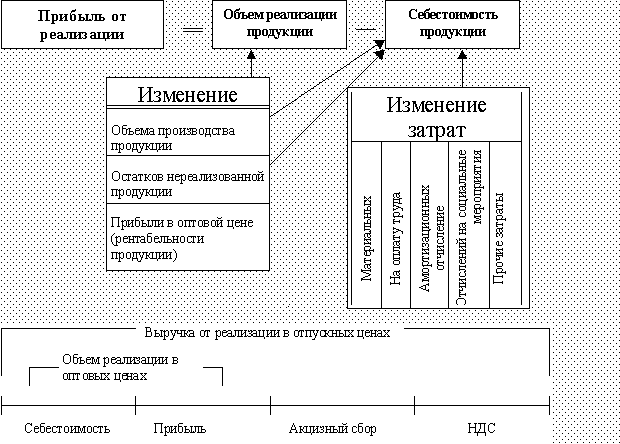 Прибыль от
реализации
=
Объем реализации
продукции
—
Себестоимость
продукции
Изменение
Объема производства
продукции
Остатков нереализованной
продукции
Прибыли в оптовой цене
(рентабельности
продукции)
Изменение
затрат
Материальных
На оплату труда
Амортизационных
отчисление
Отчислений на социальные
мероприятия
Прочие затраты
Выручка от реализации в отпускных ценах
Объем реализации в
оптовых ценах
Себестоимость
Прибыль
Акцизный сбор
НДС